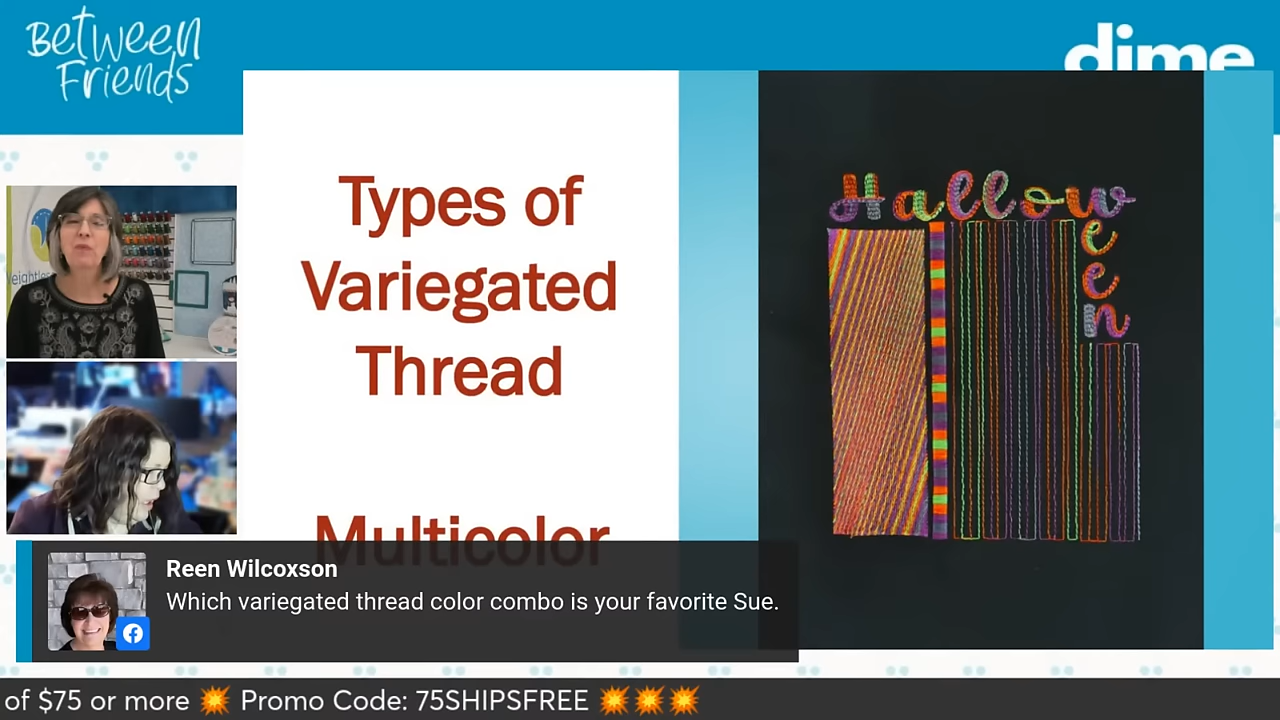 Between
Friends
dime
Types of
Variegated
Thread
Multicolor
Halloween
Reen Wilcoxson
Which variegated thread color combo is your favorite Sue.
of $75 or more 💥 Promo Code: 75SHIPSFREE 💥💥💥